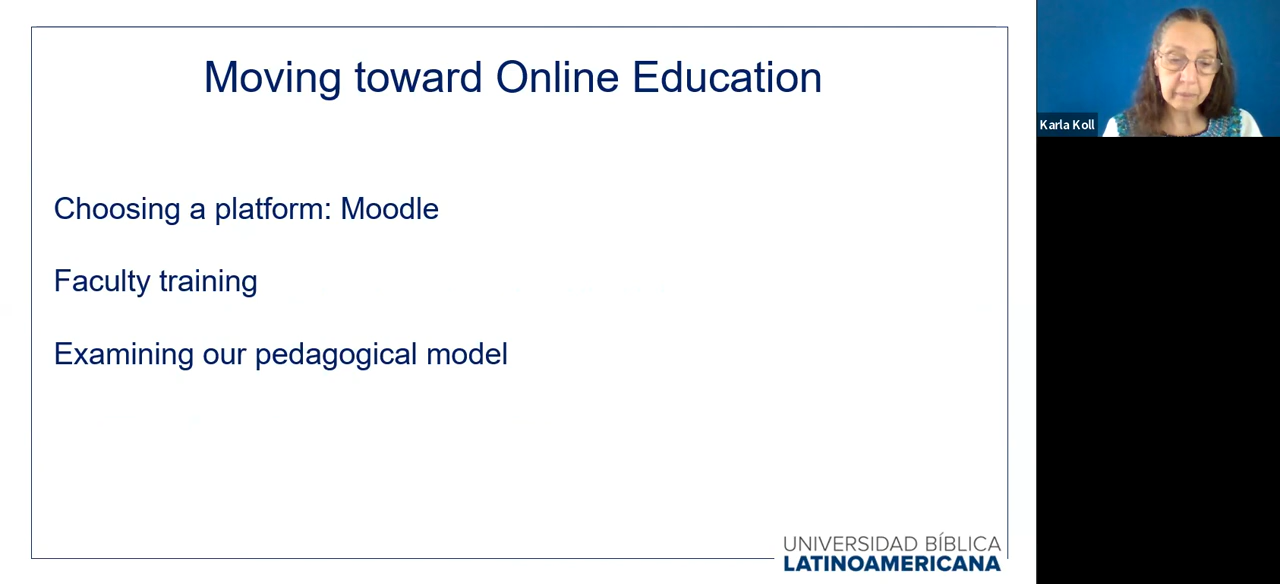 Moving toward Online Education
Choosing a platform: Moodle
Faculty training
Examining our pedagogical model
UNIVERSIDAD BÍBLICA
LATINOAMERICANA
Karla Koll